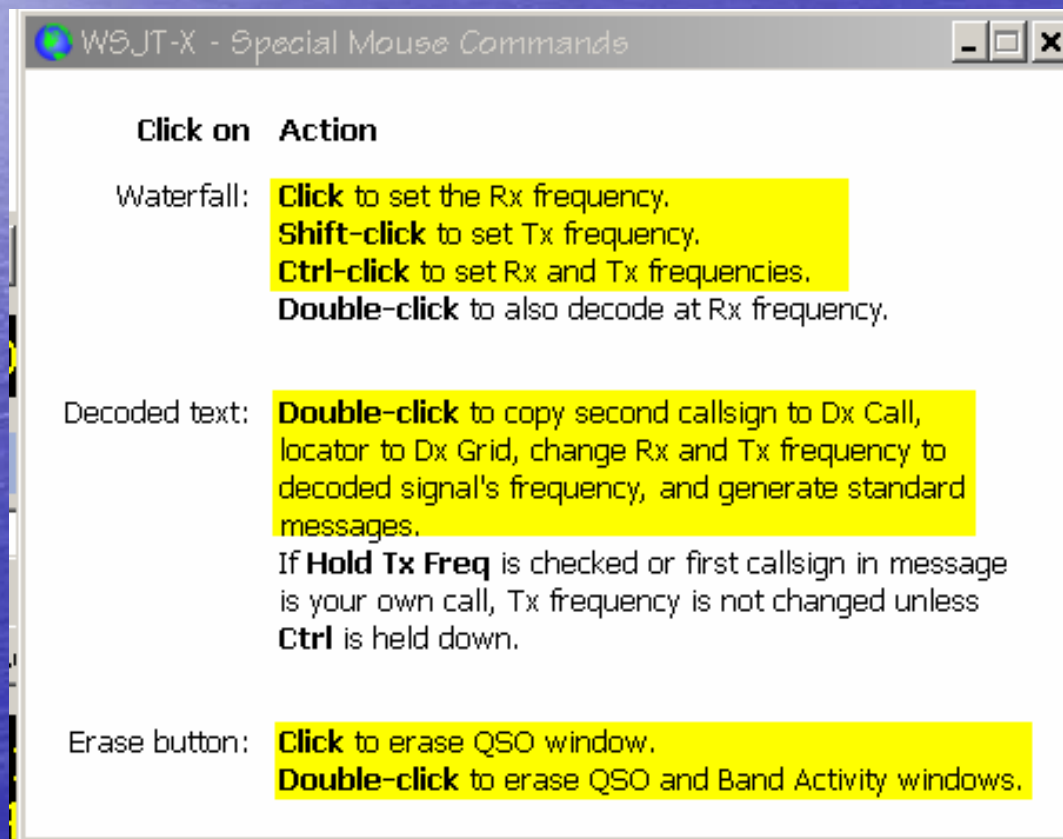 WSJT-X - Special Mouse Commands
Click on Action
Waterfall: Click to set the Rx frequency.
Shift-click to set Tx frequency.
Ctrl-click to set Rx and Tx frequencies.
Double-click to also decode at Rx frequency.
Decoded text: Double-click to copy second callsign to Dx Call,
locator to Dx Grid, change Rx and Tx frequency to
decoded signal's frequency, and generate standard
messages.
If Hold Tx Freq is checked or first callsign in message
is your own call, Tx frequency is not changed unless
Ctrl is held down.
Erase button: Click to erase QSO window.
Double-click to erase QSO and Band Activity windows.